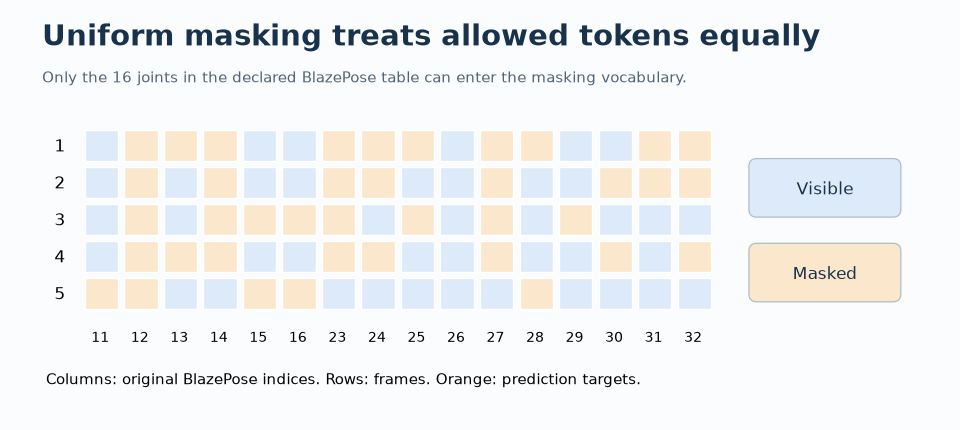 Uniform masking treats allowed tokens equally
Only the 16 joints in the declared BlazePose table can enter the masking vocabulary.
1
2
3
4
5
Visible
Masked
11 12 13 14 15 16 23 24 25 26 27 28 29 30 31 32
Columns: original BlazePose indices. Rows: frames. Orange: prediction targets.